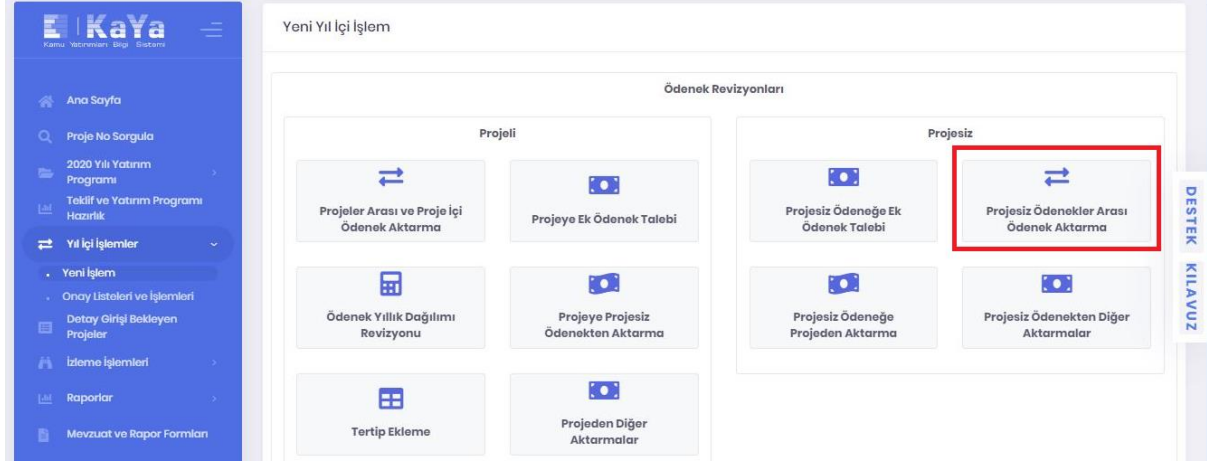 KaYa
Kamu Yatırımları Bilgi Sistemi
Ana Sayfa
Proje No Sorgula
2020 Yılı Yatırım
Programı
Teklif ve Yatırım Programı
Hazırlık
Yıl İçi İşlemler
Yeni İşlem
Onay Listeleri ve İşlemleri
Detay Girişi Bekleyen
Projeler
İzleme İşlemleri
Raporlar
Mevzuat ve Rapor Formları
Yeni Yıl İçi İşlem
Ödenek Revizyonları
Projeli
Projeler Arası ve Proje İçi
Ödenek Aktarma
Projeye Ek Ödenek Talebi
Ödenek Yıllık Dağılımı
Revizyonu
Projeye Projesiz
Ödenekten Aktarma
Tertip Ekleme
Projeden Diğer
Aktarmalar
Projesiz
Projesiz Ödeneğe Ek
Ödenek Talebi
Projesiz Ödenekler Arası
Ödenek Aktarma
Projesiz Ödeneğe
Projeden Aktarma
Projesiz Ödenekten Diğer
Aktarmalar
DESTEK
KILAVUZ